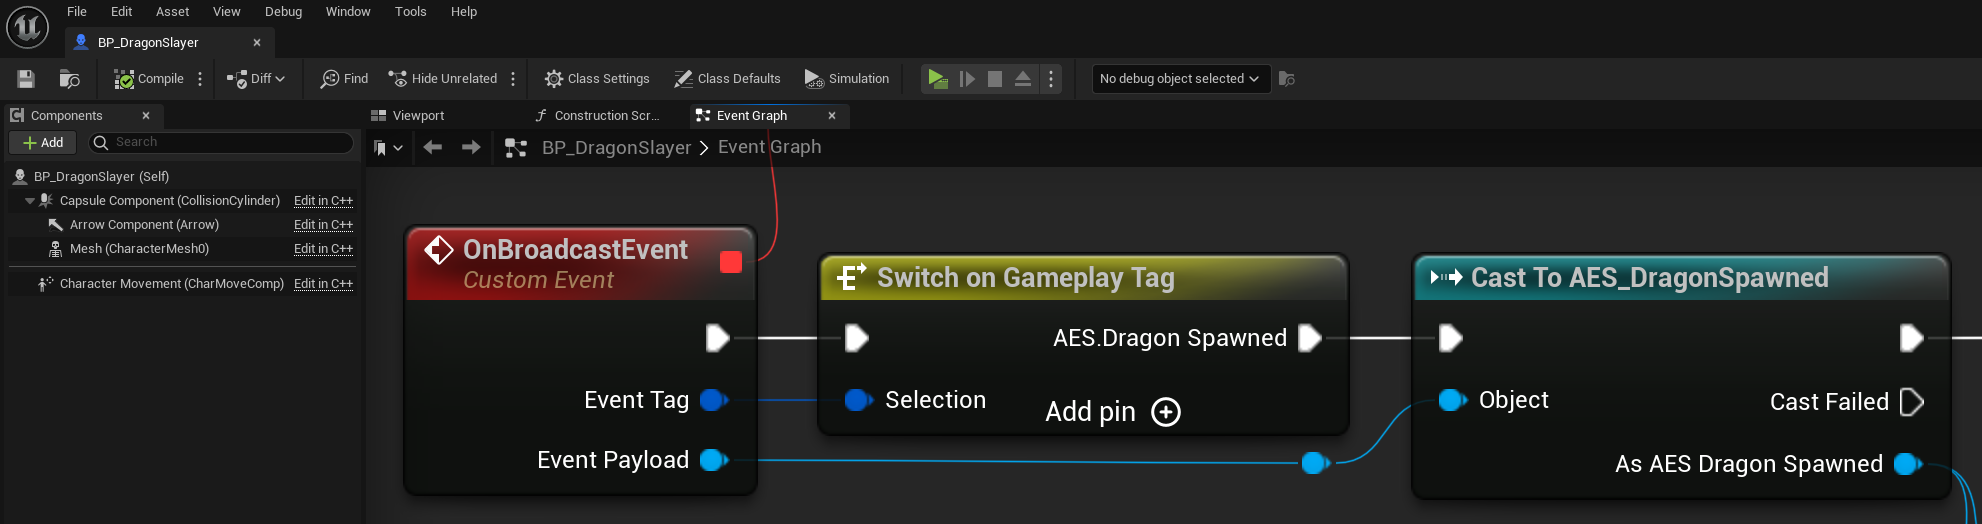 File Edit Asset View Debug Window Tools Help
BP_DragonSlayer
Compile Diff Find Hide Unrelated Class Settings Class Defaults Simulation No debug object selected
Components Viewport Construction Scr... Event Graph
Add Search BP_DragonSlayer Event Graph
BP_DragonSlayer (Self)
Capsule Component (CollisionCylinder) Edit in C++
Arrow Component (Arrow) Edit in C++
Mesh (CharacterMesh0) Edit in C++
Character Movement (CharMoveComp) Edit in C++
OnBroadcastEvent
Custom Event
Event Tag
Event Payload
Switch on Gameplay Tag
AES.Dragon Spawned
Selection
Add pin
Cast To AES_DragonSpawned
Object
Cast Failed
As AES Dragon Spawned